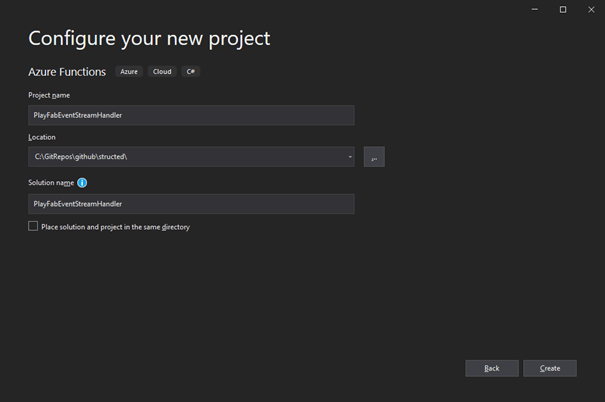 Configure your new project
Azure Functions Azure Cloud C#
Project name
PlayFabEventStreamHandler
Location
C:\GitRepos\github\structed\
...
Solution name
PlayFabEventStreamHandler
Place solution and project in the same directory
Back Create